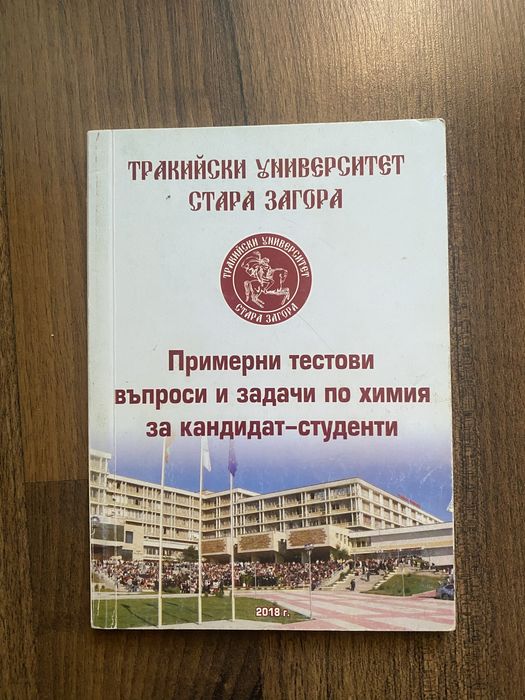 ТРАКИЙСКИ УНИВЕРСИТЕТ
СТАРА ЗАГОРА
ТРАКИЙСКИ УНИВЕРСИТЕТ
СТАРА ЗАГОРА
Примерни тестови
въпроси и задачи по химия
за кандидат-студенти
2018 г.